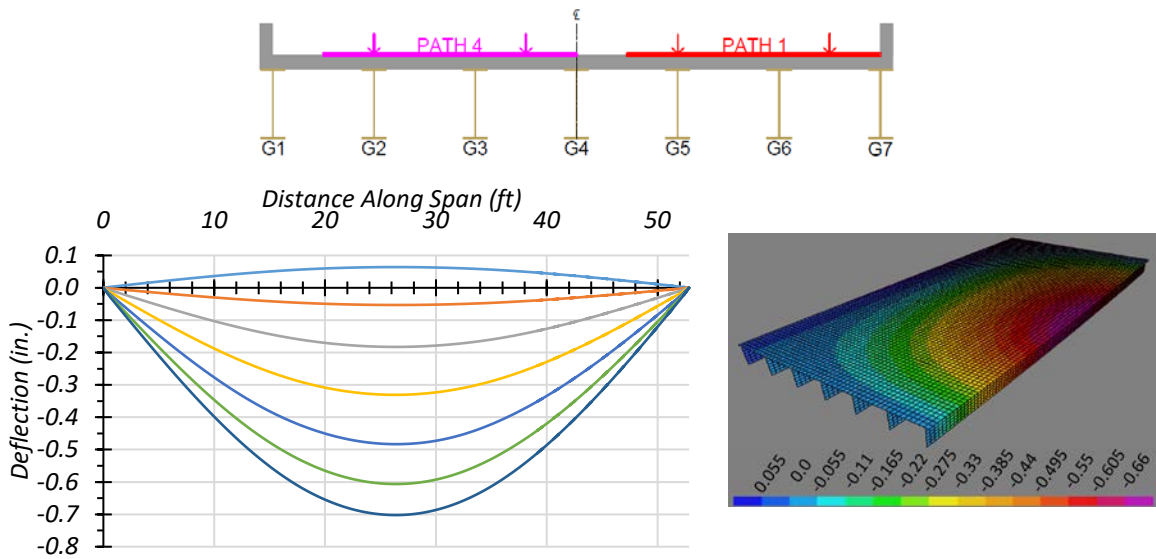 ℄
PATH 4 PATH 1
G1 G2 G3 G4 G5 G6 G7
Distance Along Span (ft)
0 10 20 30 40 50
0.1
0.0
-0.1
-0.2
-0.3
-0.4
-0.5
-0.6
-0.7
-0.8
Deflection (in.)
0.055 0.0 -0.055 -0.11 -0.165 -0.22 -0.275 -0.33 -0.385 -0.44 -0.495 -0.55 -0.605 -0.66